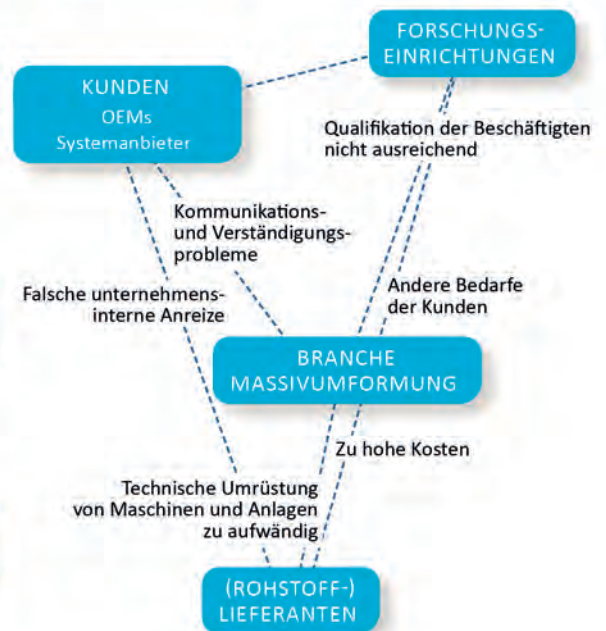 FORSCHUNGS-
EINRICHTUNGEN
KUNDEN
OEMs
Systemanbieter
Qualifikation der Beschäftigten
nicht ausreichend
Kommunikations-
und Verständigungs-
probleme
Falsche unternehmens-
interne Anreize
Andere Bedarfe
der Kunden
BRANCHE
MASSIVUMFORMUNG
Zu hohe Kosten
Technische Umrüstung
von Maschinen und Anlagen
zu aufwändig
(ROHSTOFF-)
LIEFERANTEN